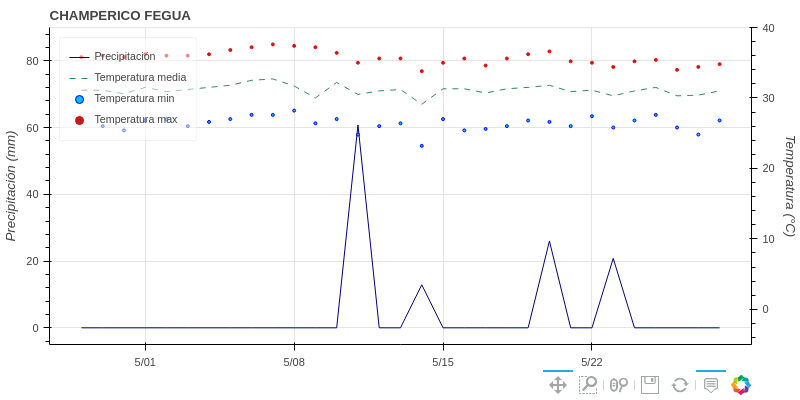 CHAMPERICO FEGUA
Precipitación
Temperatura media
Temperatura min
Temperatura max
Precipitación (mm)
80
60
40
20
0
Temperatura (°C)
40
30
20
10
0
5/01
5/08
5/15
5/22